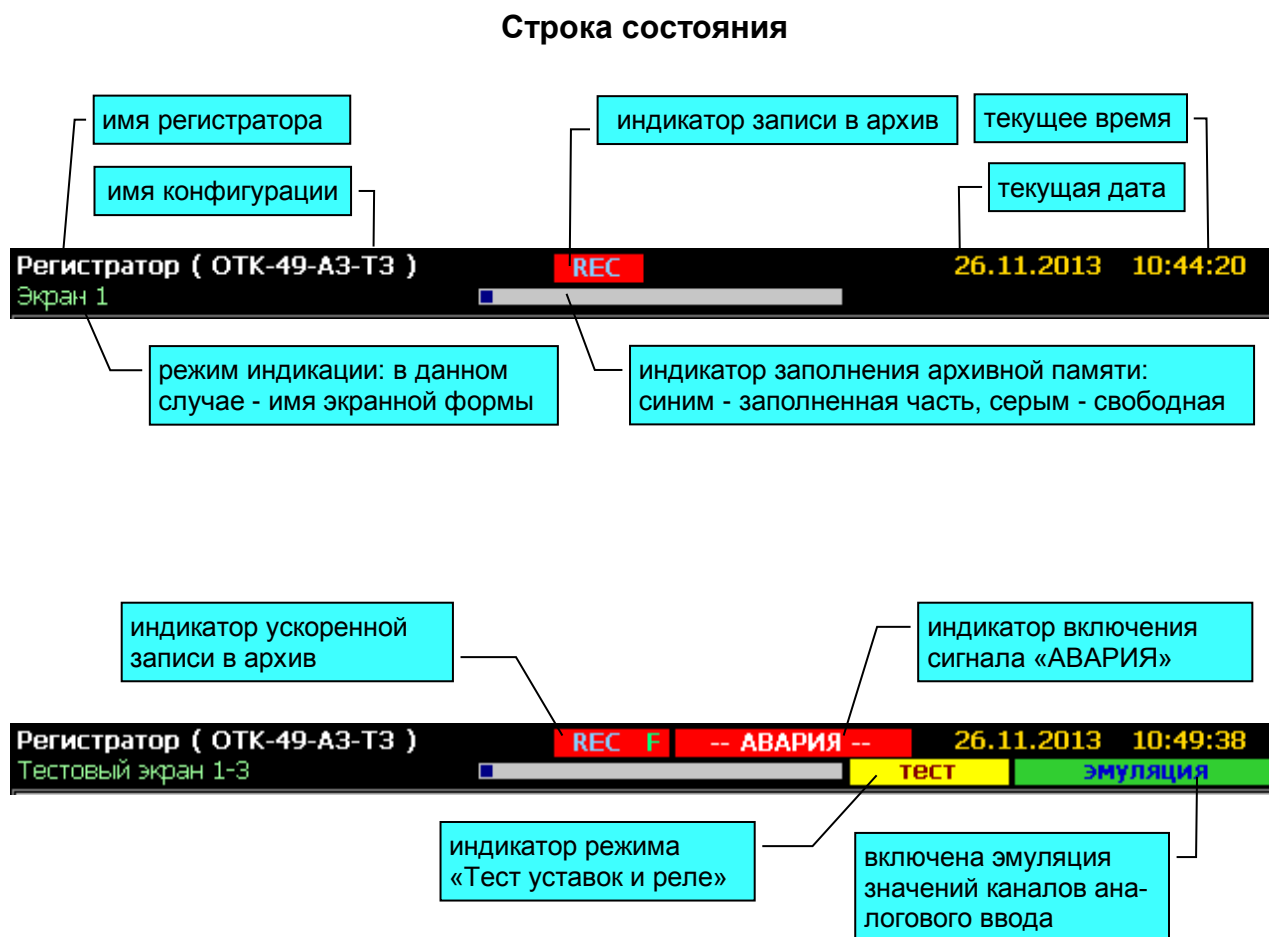 Строка состояния
имя регистратора
индикатор записи в архив
текущее время
имя конфигурации
текущая дата
Регистратор ( ОТК-49-А3-Т3 )
REC
26.11.2013 10:44:20
Экран 1
режим индикации: в данном
случае - имя экранной формы
индикатор заполнения архивной памяти:
синим - заполненная часть, серым - свободная
индикатор ускоренной
записи в архив
индикатор включения
сигнала «АВАРИЯ»
Регистратор ( ОТК-49-А3-Т3 )
REC F
-- АВАРИЯ --
26.11.2013 10:49:38
Тестовый экран 1-3
тест
эмуляция
индикатор режима
«Тест уставок и реле»
включена эмуляция
значений каналов ана-
логового ввода